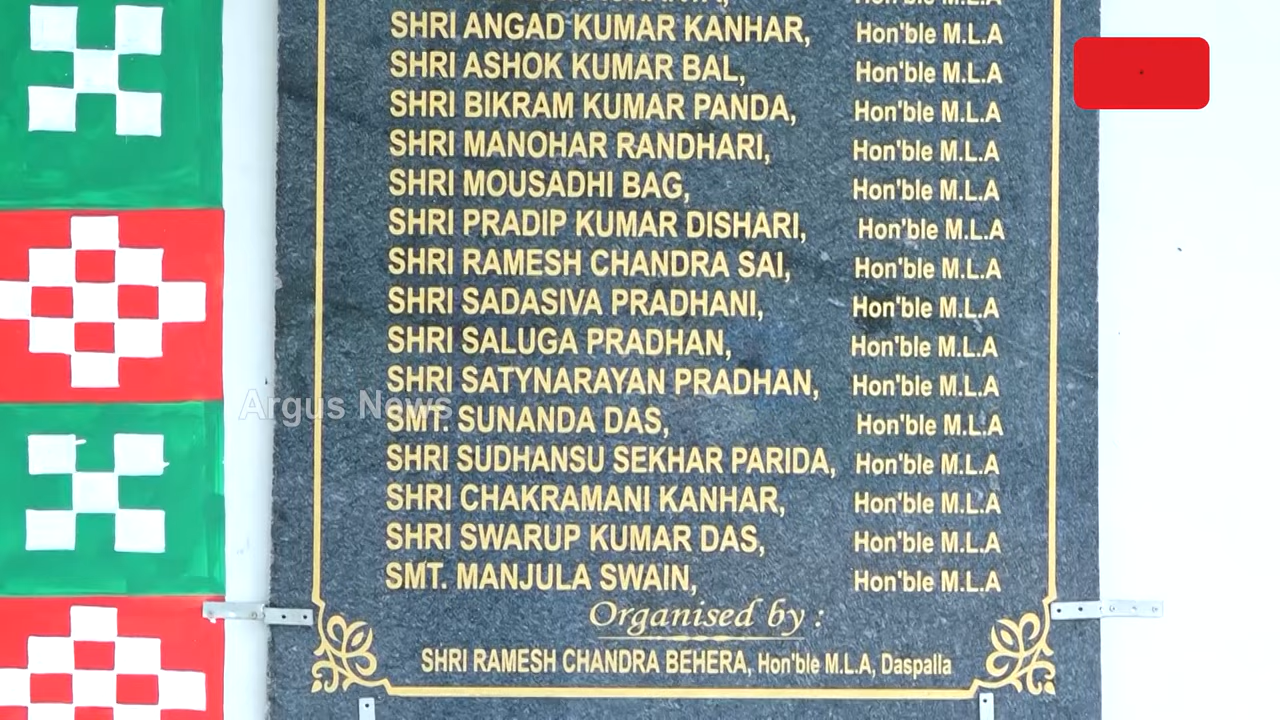 SHRI ANGAD KUMAR KANHAR, Hon'ble M.L.A
SHRI ASHOK KUMAR BAL, Hon'ble M.L.A
SHRI BIKRAM KUMAR PANDA, Hon'ble M.L.A
SHRI MANOHAR RANDHARI, Hon'ble M.L.A
SHRI MOUSADHI BAG, Hon'ble M.L.A
SHRI PRADIP KUMAR DISHARI, Hon'ble M.L.A
SHRI RAMESH CHANDRA SAI, Hon'ble M.L.A
SHRI SADASIVA PRADHANI, Hon'ble M.L.A
SHRI SALUGA PRADHAN, Hon'ble M.L.A
SHRI SATYNARAYAN PRADHAN, Hon'ble M.L.A
Argus News
SMT. SUNANDA DAS, Hon'ble M.L.A
SHRI SUDHANSU SEKHAR PARIDA, Hon'ble M.L.A
SHRI CHAKRAMANI KANHAR, Hon'ble M.L.A
SHRI SWARUP KUMAR DAS, Hon'ble M.L.A
SMT. MANJULA SWAIN, Hon'ble M.L.A
Organised by :
SHRI RAMESH CHANDRA BEHERA, Hon'ble M.L.A, Daspalla